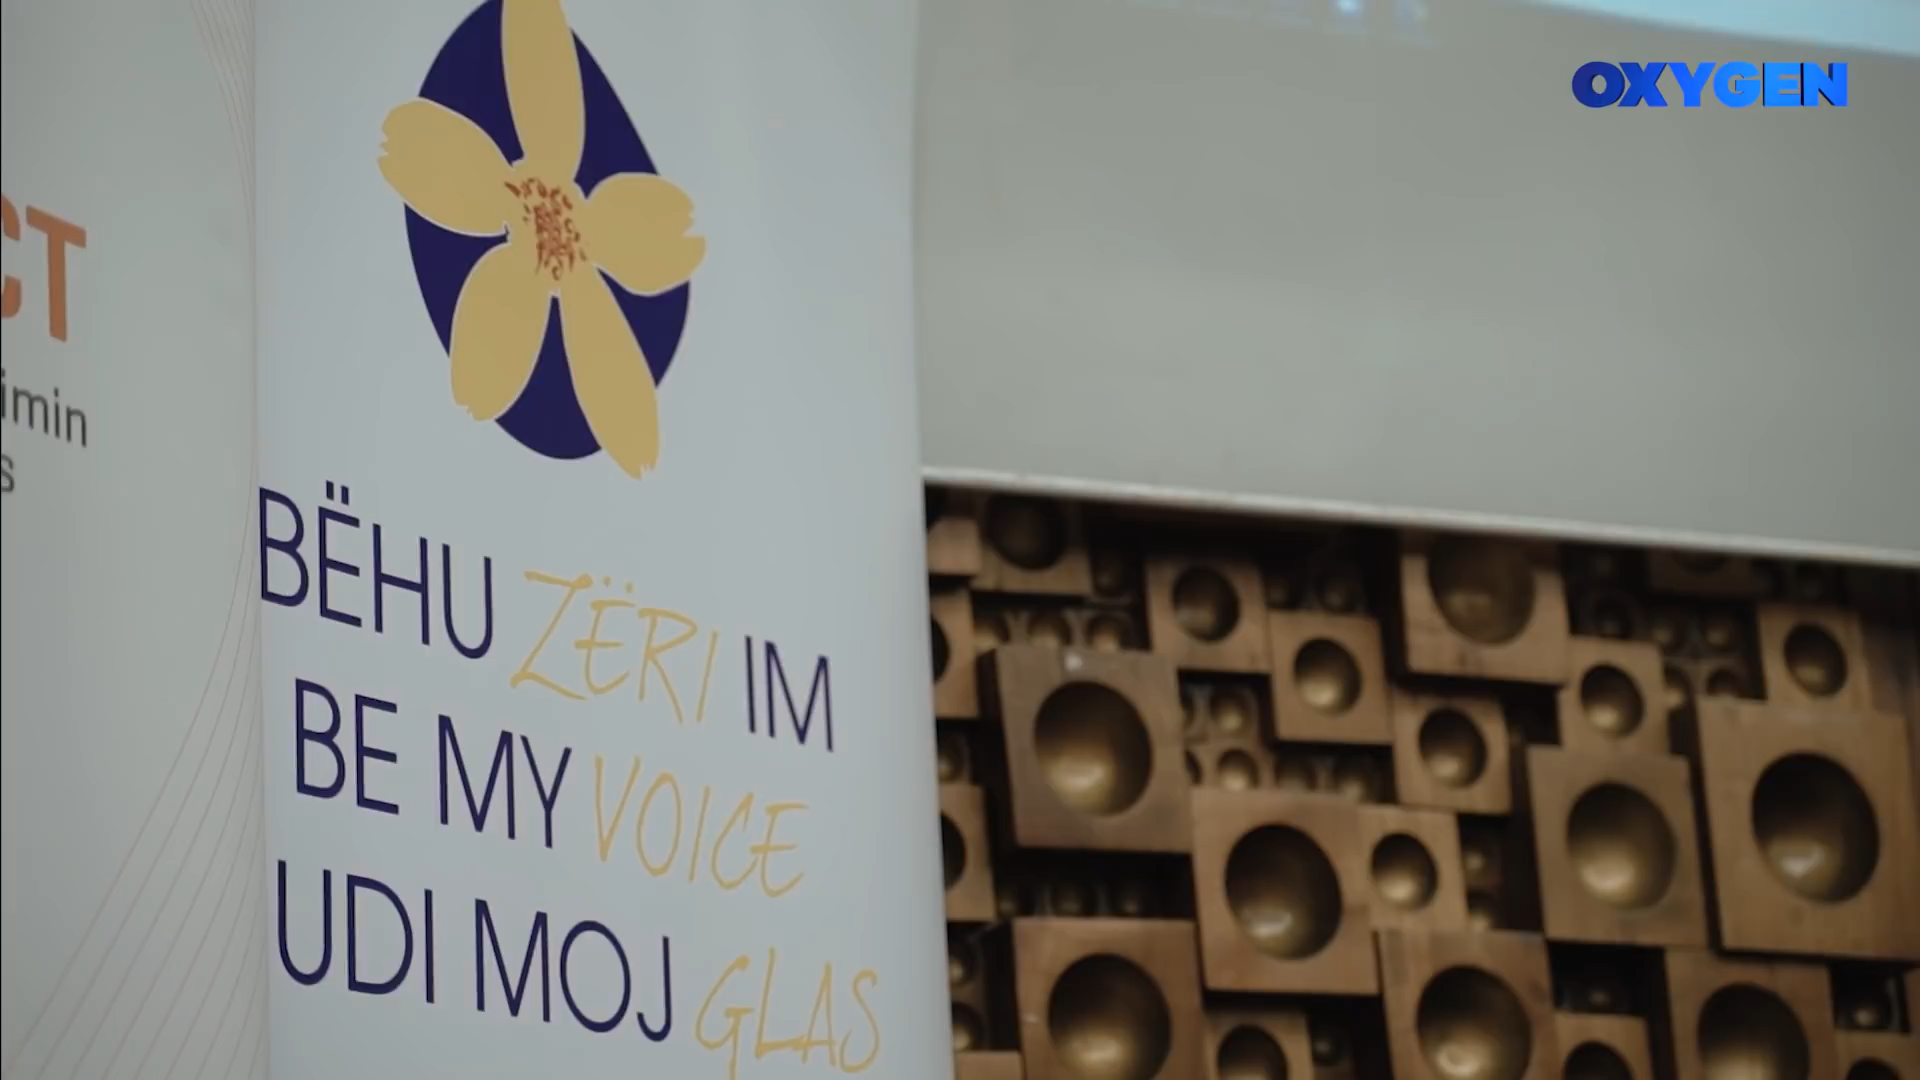 OXYGEN
CT
imin
s
BËHU ZËRI IM
BE MY VOICE
UDI MOJ GLAS